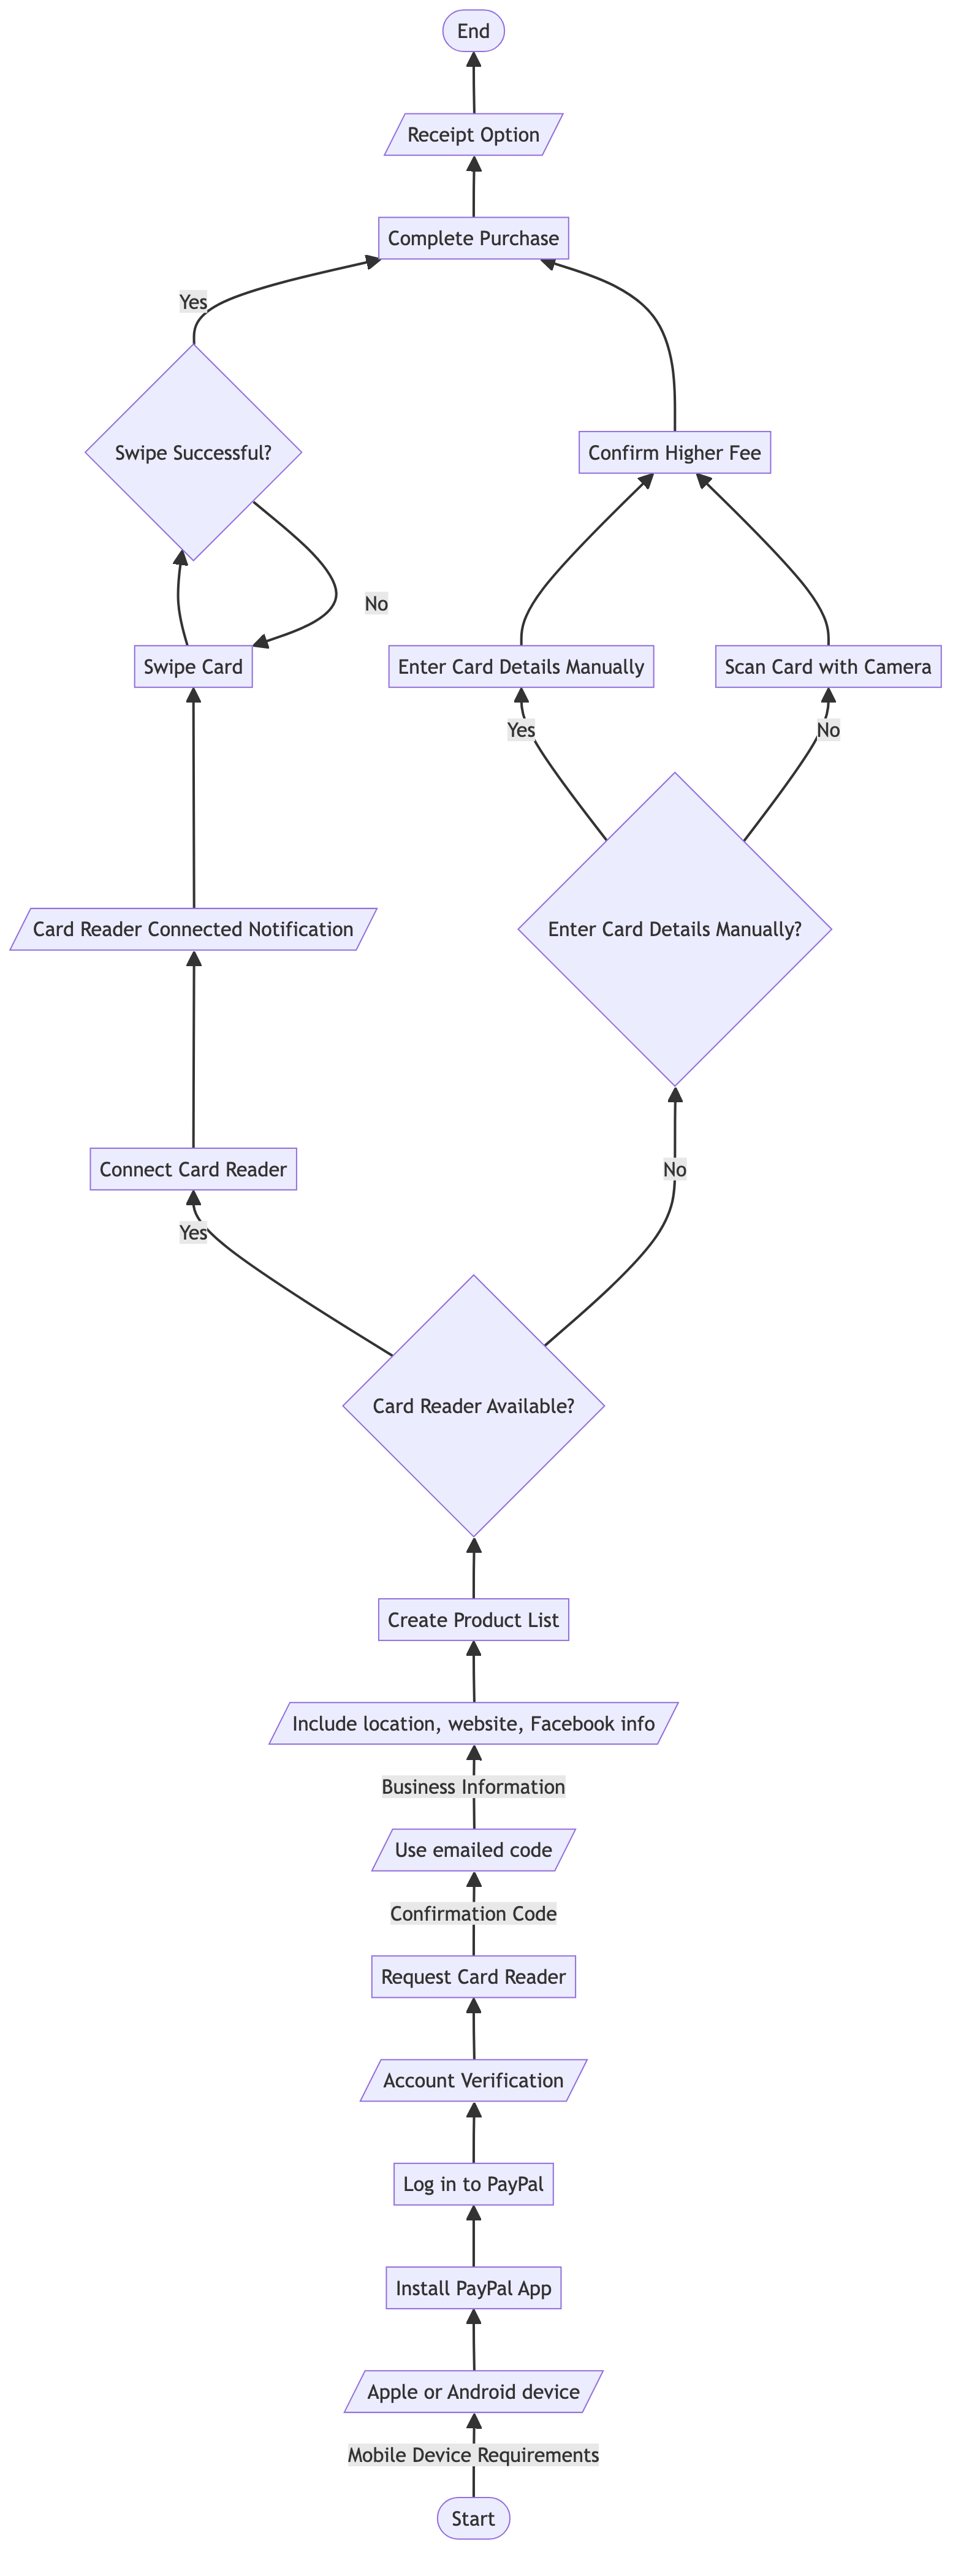 End
Receipt Option
Complete Purchase
Yes
Swipe Successful?
Confirm Higher Fee
No
Swipe Card
Enter Card Details Manually
Scan Card with Camera
Yes
No
Card Reader Connected Notification
Enter Card Details Manually?
Connect Card Reader
No
Yes
Card Reader Available?
Create Product List
Include location, website, Facebook info
Business Information
Use emailed code
Confirmation Code
Request Card Reader
Account Verification
Log in to PayPal
Install PayPal App
Apple or Android device
Mobile Device Requirements
Start